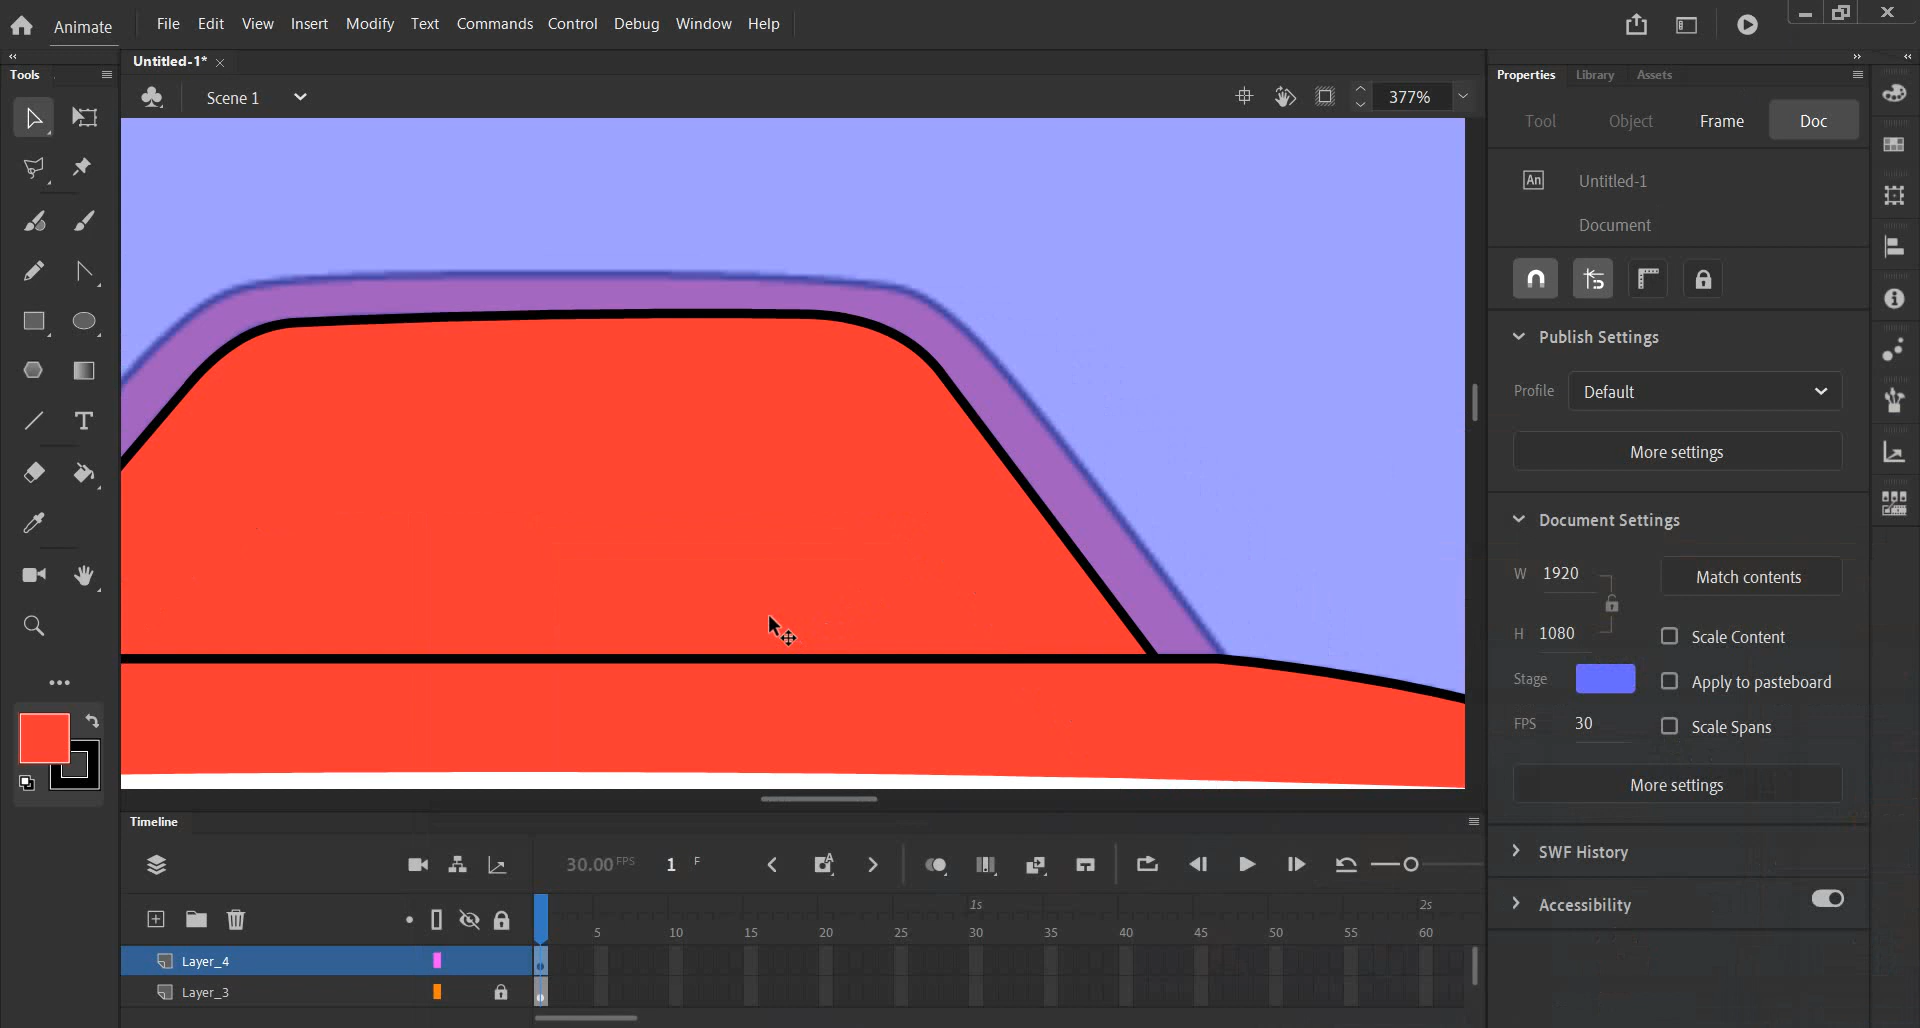 Animate File Edit View Insert Modify Text Commands Control Debug Window Help
Untitled-1*
Tools
Scene 1
377%
Properties Library Assets
Tool Object Frame Doc
An Untitled-1
Document
Publish Settings
Profile Default
More settings
Document Settings
W 1920
Match contents
H 1080
Scale Content
Stage
Apply to pasteboard
FPS 30
Scale Spans
More settings
SWF History
Accessibility
Timeline
30.00 FPS 1 F
1s 2s
5 10 15 20 25 30 35 40 45 50 55 60
Layer_4
Layer_3